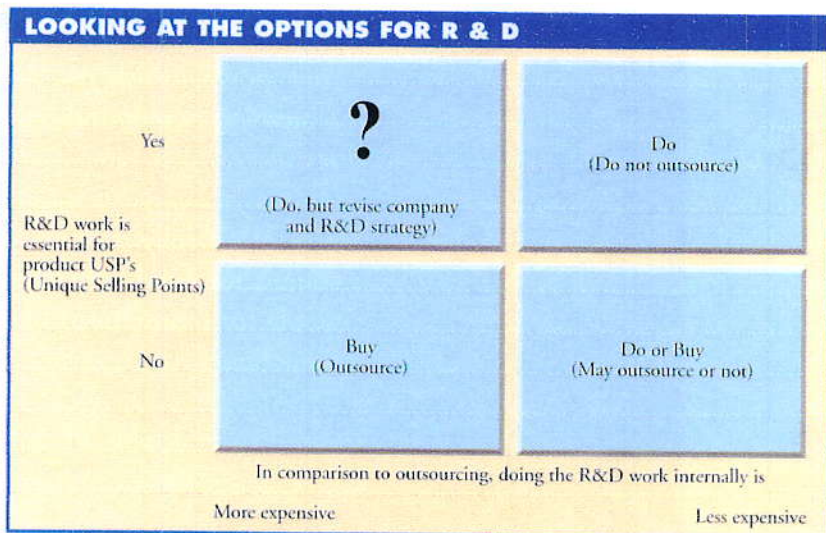 LOOKING AT THE OPTIONS FOR R & D
Yes
?
(Do, but revise company
and R&D strategy)
Do
(Do not outsource)
R&D work is
essential for
product USP's
(Unique Selling Points)
No
Buy
(Outsource)
Do or Buy
(May outsource or not)
In comparison to outsourcing, doing the R&D work internally is
More expensive
Less expensive